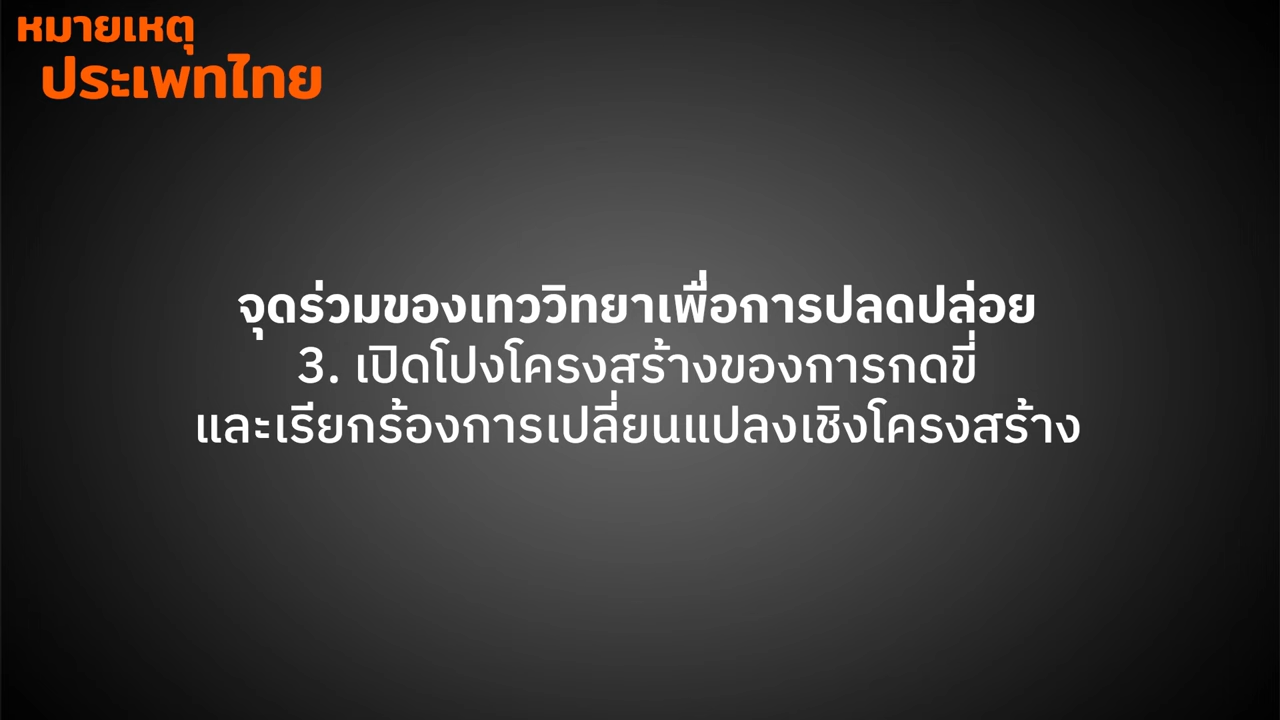 หมายเหตุ
ประเพทไทย
จุดร่วมของเทววิทยาเพื่อการปลดปล่อย
3. เปิดโปงโครงสร้างของการกดขี่
และเรียกร้องการเปลี่ยนแปลงเชิงโครงสร้าง